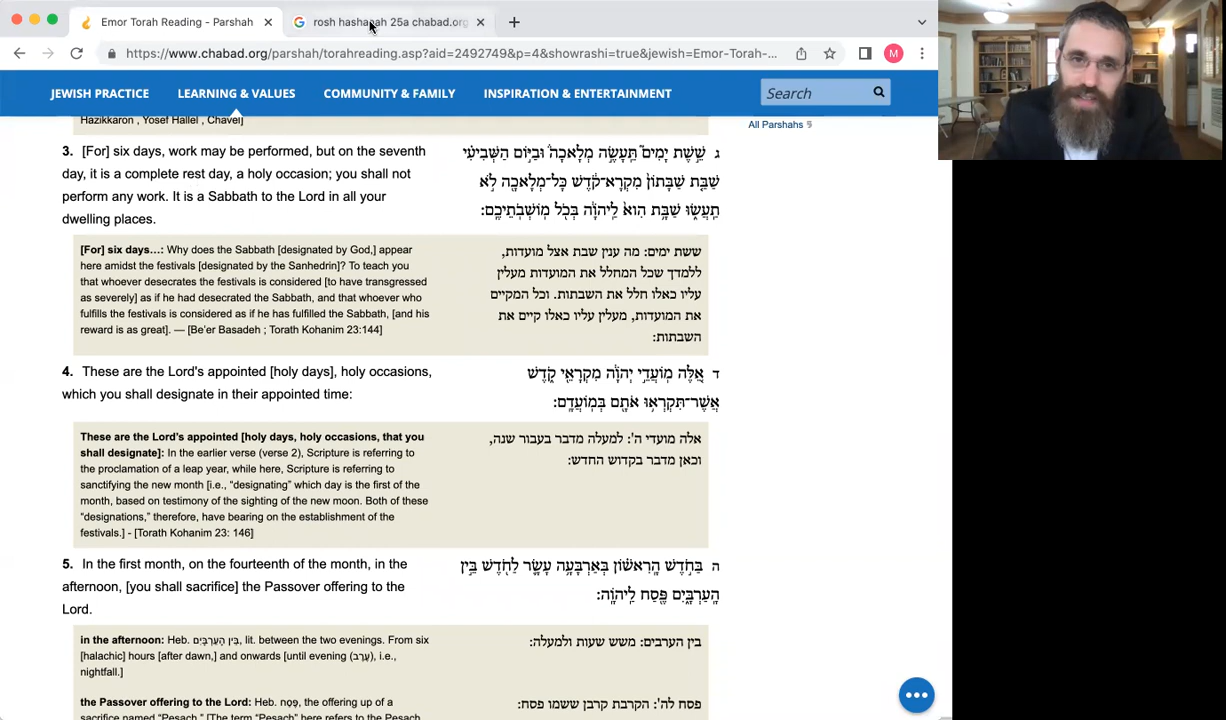 Emor Torah Reading - Parshah
rosh hashanah 25a chabad.org
https://www.chabad.org/parshah/torahreading.asp?aid=2492749&p=4&showrashi=true&jewish=Emor-Torah-...
M
JEWISH PRACTICE LEARNING & VALUES COMMUNITY & FAMILY INSPIRATION & ENTERTAINMENT
Search
All Parshahs
Hazikkaron , Yosef Hallel , Chavel]
3. [For] six days, work may be performed, but on the seventh
day, it is a complete rest day, a holy occasion; you shall not
perform any work. It is a Sabbath to the Lord in all your
dwelling places.
ג שֵׁ֣שֶׁת יָמִים֮ תֵּֽעָשֶׂ֣ה מְלָאכָה֒ וּבַיּ֣וֹם הַשְּׁבִיעִ֗י
שַׁבַּ֤ת שַׁבָּתוֹן֙ מִקְרָא־קֹ֔דֶשׁ כׇּל־מְלָאכָ֖ה לֹ֣א
תַֽעֲשׂ֑וּ שַׁבָּ֥ת הִוא֙ לַֽיהֹוָ֔ה בְּכֹ֖ל מֽוֹשְׁבֹֽתֵיכֶֽם:
[For] six days…: Why does the Sabbath [designated by God,] appear
here amidst the festivals [designated by the Sanhedrin]? To teach you
that whoever desecrates the festivals is considered [to have transgressed
as severely] as if he had desecrated the Sabbath, and that whoever who
fulfills the festivals is considered as if he has fulfilled the Sabbath, [and his
reward is as great]. — [Be'er Basadeh ; Torath Kohanim 23:144]
ששת ימים: מה ענין שבת אצל מועדות,
ללמדך שכל המחלל את המועדות מעלין
עליו כאלו חלל את השבתות. וכל המקיים
את המועדות, מעלין עליו כאלו קיים את
השבתות:
4. These are the Lord's appointed [holy days], holy occasions,
which you shall designate in their appointed time:
ד אֵ֚לֶּה מֽוֹעֲדֵ֣י יְהֹוָ֔ה מִקְרָאֵ֖י קֹ֑דֶשׁ
אֲשֶׁר־תִּקְרְא֥וּ אֹתָ֖ם בְּמֽוֹעֲדָֽם:
These are the Lord's appointed [holy days, holy occasions, that you
shall designate]: In the earlier verse (verse 2), Scripture is referring to
the proclamation of a leap year, while here, Scripture is referring to
sanctifying the new month [i.e., “designating” which day is the first of the
month, based on testimony of the sighting of the new moon. Both of these
“designations,” therefore, have bearing on the establishment of the
festivals.] - [Torath Kohanim 23: 146]
אלה מועדי ה': למעלה מדבר בעבור שנה,
וכאן מדבר בקדוש החדש:
5. In the first month, on the fourteenth of the month, in the
afternoon, [you shall sacrifice] the Passover offering to the
Lord.
ה בַּחֹ֣דֶשׁ הָֽרִאשׁ֗וֹן בְּאַרְבָּעָ֥ה עָשָׂ֛ר לַחֹ֖דֶשׁ בֵּ֣ין
הָֽעַרְבָּ֑יִם פֶּ֖סַח לַֽיהֹוָֽה:
in the afternoon: Heb. בֵּין הָעַרְבָּיִם, lit. between the two evenings. From six
[halachic] hours [after dawn,] and onwards [until evening (עֶרֶב), i.e.,
nightfall.]
בין הערבים: משש שעות ולמעלה:
the Passover offering to the Lord: Heb. פֶּסַח, the offering up of a
sacrifice named “Pesach.” [The term “Pesach” here refers to the Pesach
פסח לה': הקרבת קרבן ששמו פסח: